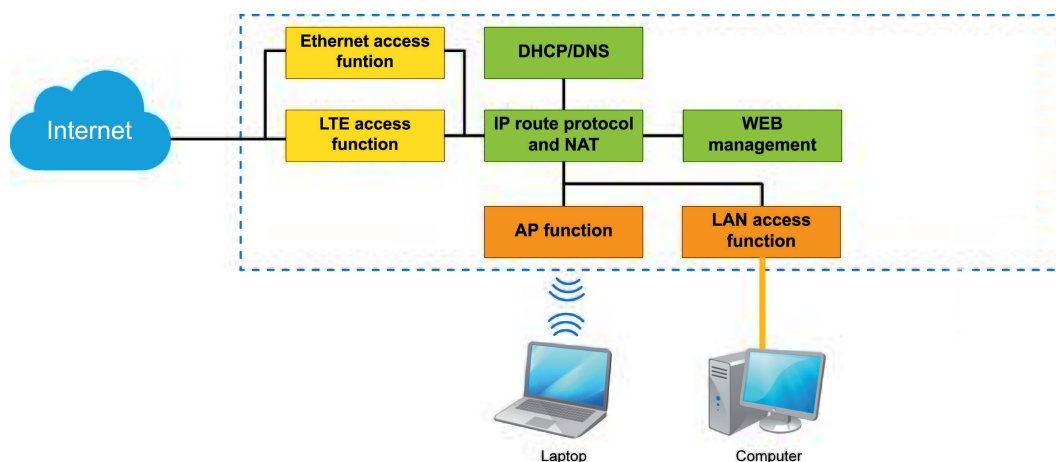 Ethernet access
funtion
DHCP/DNS
Internet
LTE access
function
IP route protocol
and NAT
WEB
management
AP function
LAN access
function
Laptop
Computer